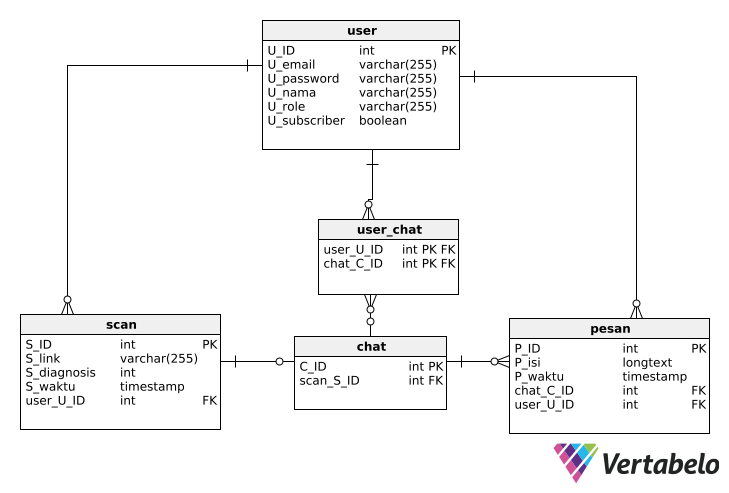 user
U_ID int PK
U_email varchar(255)
U_password varchar(255)
U_nama varchar(255)
U_role varchar(255)
U_subscriber boolean
user_chat
user_U_ID int PK FK
chat_C_ID int PK FK
scan
S_ID int PK
S_link varchar(255)
S_diagnosis int
S_waktu timestamp
user_U_ID int FK
chat
C_ID int PK
scan_S_ID int FK
pesan
P_ID int PK
P_isi longtext
P_waktu timestamp
chat_C_ID int FK
user_U_ID int FK
Vertabelo